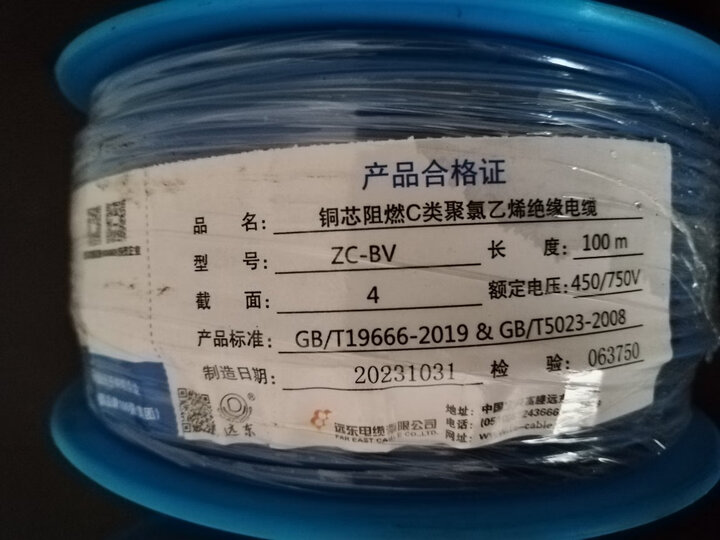 产品合格证
品 名: 铜芯阻燃C类聚氯乙烯绝缘电缆
型 号: ZC-BV 长 度: 100 m
截 面: 4 额定电压: 450/750V
产品标准: GB/T19666-2019 & GB/T5023-2008
制造日期: 20231031 检 验: 063750
远东
远东电缆有限公司
FAR EAST CABLE CO.,LTD.
地址: 中国
电话:
网址: